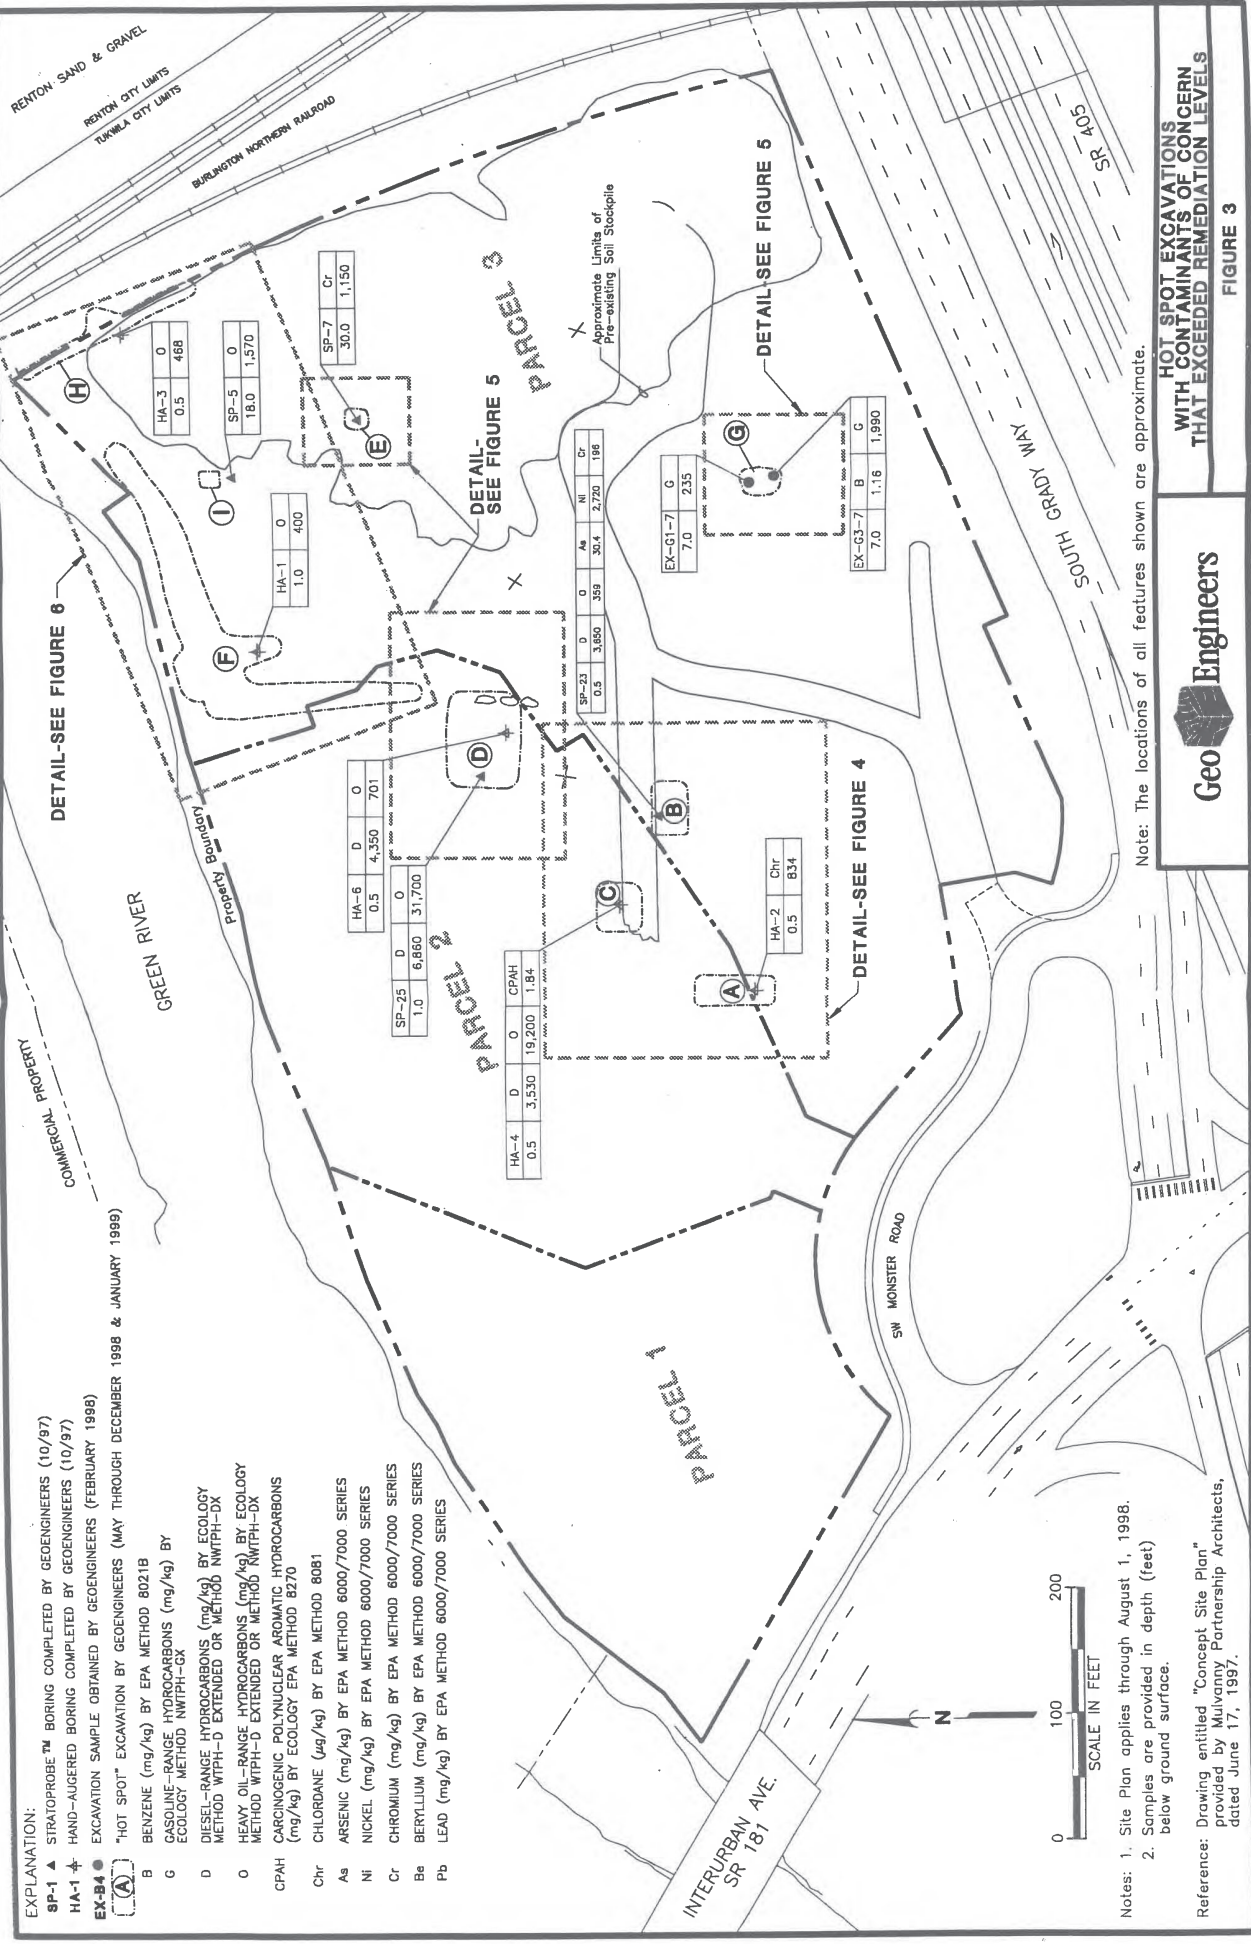 EXPLANATION:
SP-1 ▲ STRATOPROBE™ BORING COMPLETED BY GEOENGINEERS (10/97)
HA-1 HAND-AUGERED BORING COMPLETED BY GEOENGINEERS (10/97)
EX-B4 ● EXCAVATION SAMPLE OBTAINED BY GEOENGINEERS (FEBRUARY 1998)
A "HOT SPOT" EXCAVATION BY GEOENGINEERS (MAY THROUGH DECEMBER 1998 & JANUARY 1999)
B BENZENE (mg/kg) BY EPA METHOD 8021B
G GASOLINE-RANGE HYDROCARBONS (mg/kg) BY
ECOLOGY METHOD NWTPH-GX
D DIESEL-RANGE HYDROCARBONS (mg/kg) BY ECOLOGY
METHOD WTPH-D EXTENDED OR METHOD NWTPH-DX
O HEAVY OIL-RANGE HYDROCARBONS (mg/kg) BY ECOLOGY
METHOD WTPH-D EXTENDED OR METHOD NWTPH-DX
CPAH CARCINOGENIC POLYNUCLEAR AROMATIC HYDROCARBONS
(mg/kg) BY ECOLOGY EPA METHOD 8270
Chr CHLORDANE (µg/kg) BY EPA METHOD 8081
As ARSENIC (mg/kg) BY EPA METHOD 6000/7000 SERIES
Ni NICKEL (mg/kg) BY EPA METHOD 6000/7000 SERIES
Cr CHROMIUM (mg/kg) BY EPA METHOD 6000/7000 SERIES
Be BERYLLIUM (mg/kg) BY EPA METHOD 6000/7000 SERIES
Pb LEAD (mg/kg) BY EPA METHOD 6000/7000 SERIES
COMMERCIAL PROPERTY
GREEN RIVER
Property Boundary
DETAIL-SEE FIGURE 6
RENTON SAND & GRAVEL
RENTON CITY LIMITS
TUKWILA CITY LIMITS
BURLINGTON NORTHERN RAILROAD
H
HA-3 O
0.5 468
SP-5 O
18.0 1,570
I
HA-1 O
1.0 400
F
SP-7 Cr
30.0 1,150
E
PARCEL 3
DETAIL-
SEE FIGURE 5
Approximate Limits of
Pre-existing Soil Stockpile
DETAIL-SEE FIGURE 5
HA-6 D O
0.5 4,350 701
SP-25 D O
1.0 6,860 31,700
D
PARCEL 2
HA-4 D O CPAH
0.5 3,530 19,200 1.84
C
SP-23 D O As Ni Cr
0.5 3,650 359 30.4 2,720 196
B
EX-G1-7 G
7.0 235
G
EX-G3-7 B G
7.0 1.16 1,990
A
HA-2 Chr
0.5 834
DETAIL-SEE FIGURE 4
PARCEL 1
SW MONSTER ROAD
SOUTH GRADY WAY
SR 405
INTERURBAN AVE.
SR 181
N
0 100 200
SCALE IN FEET
Note: The locations of all features shown are approximate.
Notes: 1. Site Plan applies through August 1, 1998.
2. Samples are provided in depth (feet)
below ground surface.
Reference: Drawing entitled "Concept Site Plan"
provided by Mulvanny Partnership Architects,
dated June 17, 1997.
Geo Engineers
HOT SPOT EXCAVATIONS
WITH CONTAMINANTS OF CONCERN
THAT EXCEEDED REMEDIATION LEVELS
FIGURE 3